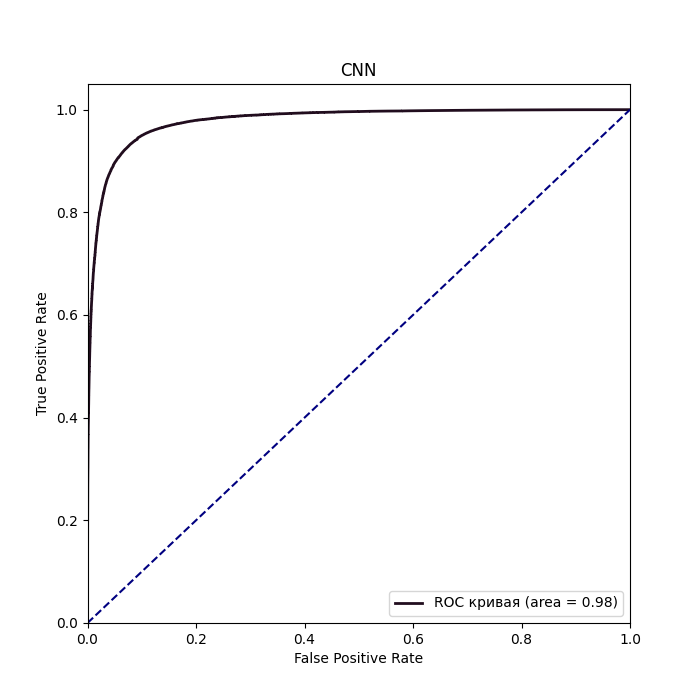 CNN
True Positive Rate
1.0
0.8
0.6
0.4
0.2
0.0
0.0 0.2 0.4 0.6 0.8 1.0
False Positive Rate
ROC кривая (area = 0.98)